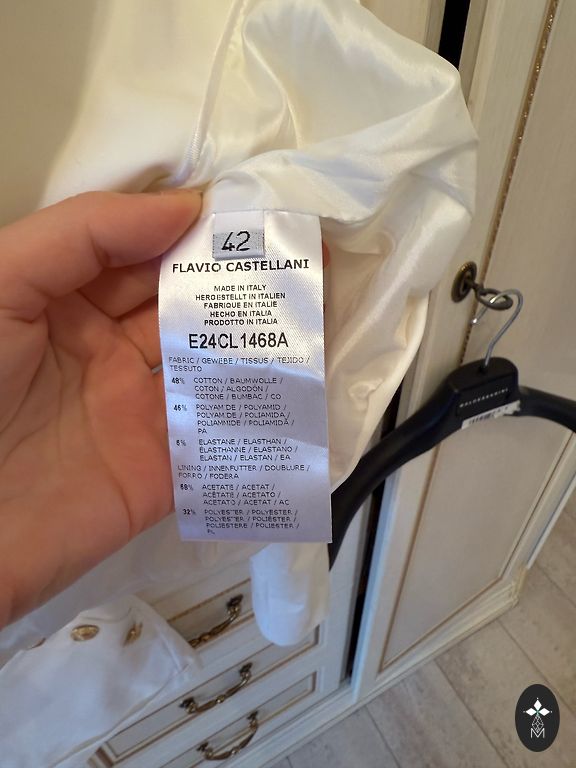 42
FLAVIO CASTELLANI
MADE IN ITALY
HERGESTELLT IN ITALIEN
FABRIQUE EN ITALIE
HECHO EN ITALIA
PRODOTTO IN ITALIA
E24CL1468A
FABRIC / GEWEBE / TISSUS / TEJIDO /
TESSUTO
48% COTTON / BAUMWOLLE /
COTON / ALGODÓN /
COTONE / BUMBAC / CO
46% POLYAMIDE / POLYAMID /
POLYAMIDE / POLIAMIDA /
POLIAMMIDE / POLIAMIDĂ /
PA
6% ELASTANE / ELASTHAN /
ELASTHANNE / ELASTANO /
ELASTAN / ELASTAN / EA
LINING / INNENFUTTER / DOUBLURE /
FORRO / FODERA
68% ACETATE / ACETAT /
ACÉTATE / ACETATO /
ACETATO / ACETAT / AC
32% POLYESTER / POLYESTER /
POLYESTER / POLIÉSTER /
POLIESTERE / POLIESTER /
PL
BALDESSARINI
M